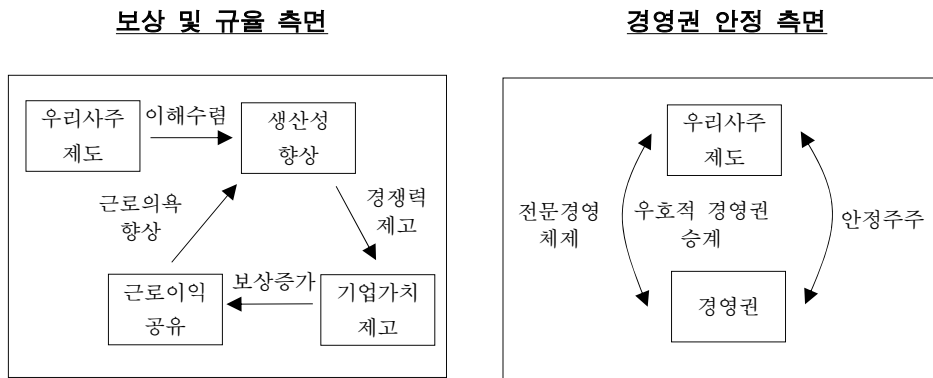 보상 및 규율 측면
우리사주
제도
이해수렴
생산성
향상
경쟁력
제고
기업가치
제고
보상증가
근로이익
공유
근로의욕
향상
경영권 안정 측면
우리사주
제도
전문경영
체제
우호적 경영권
승계
안정주주
경영권